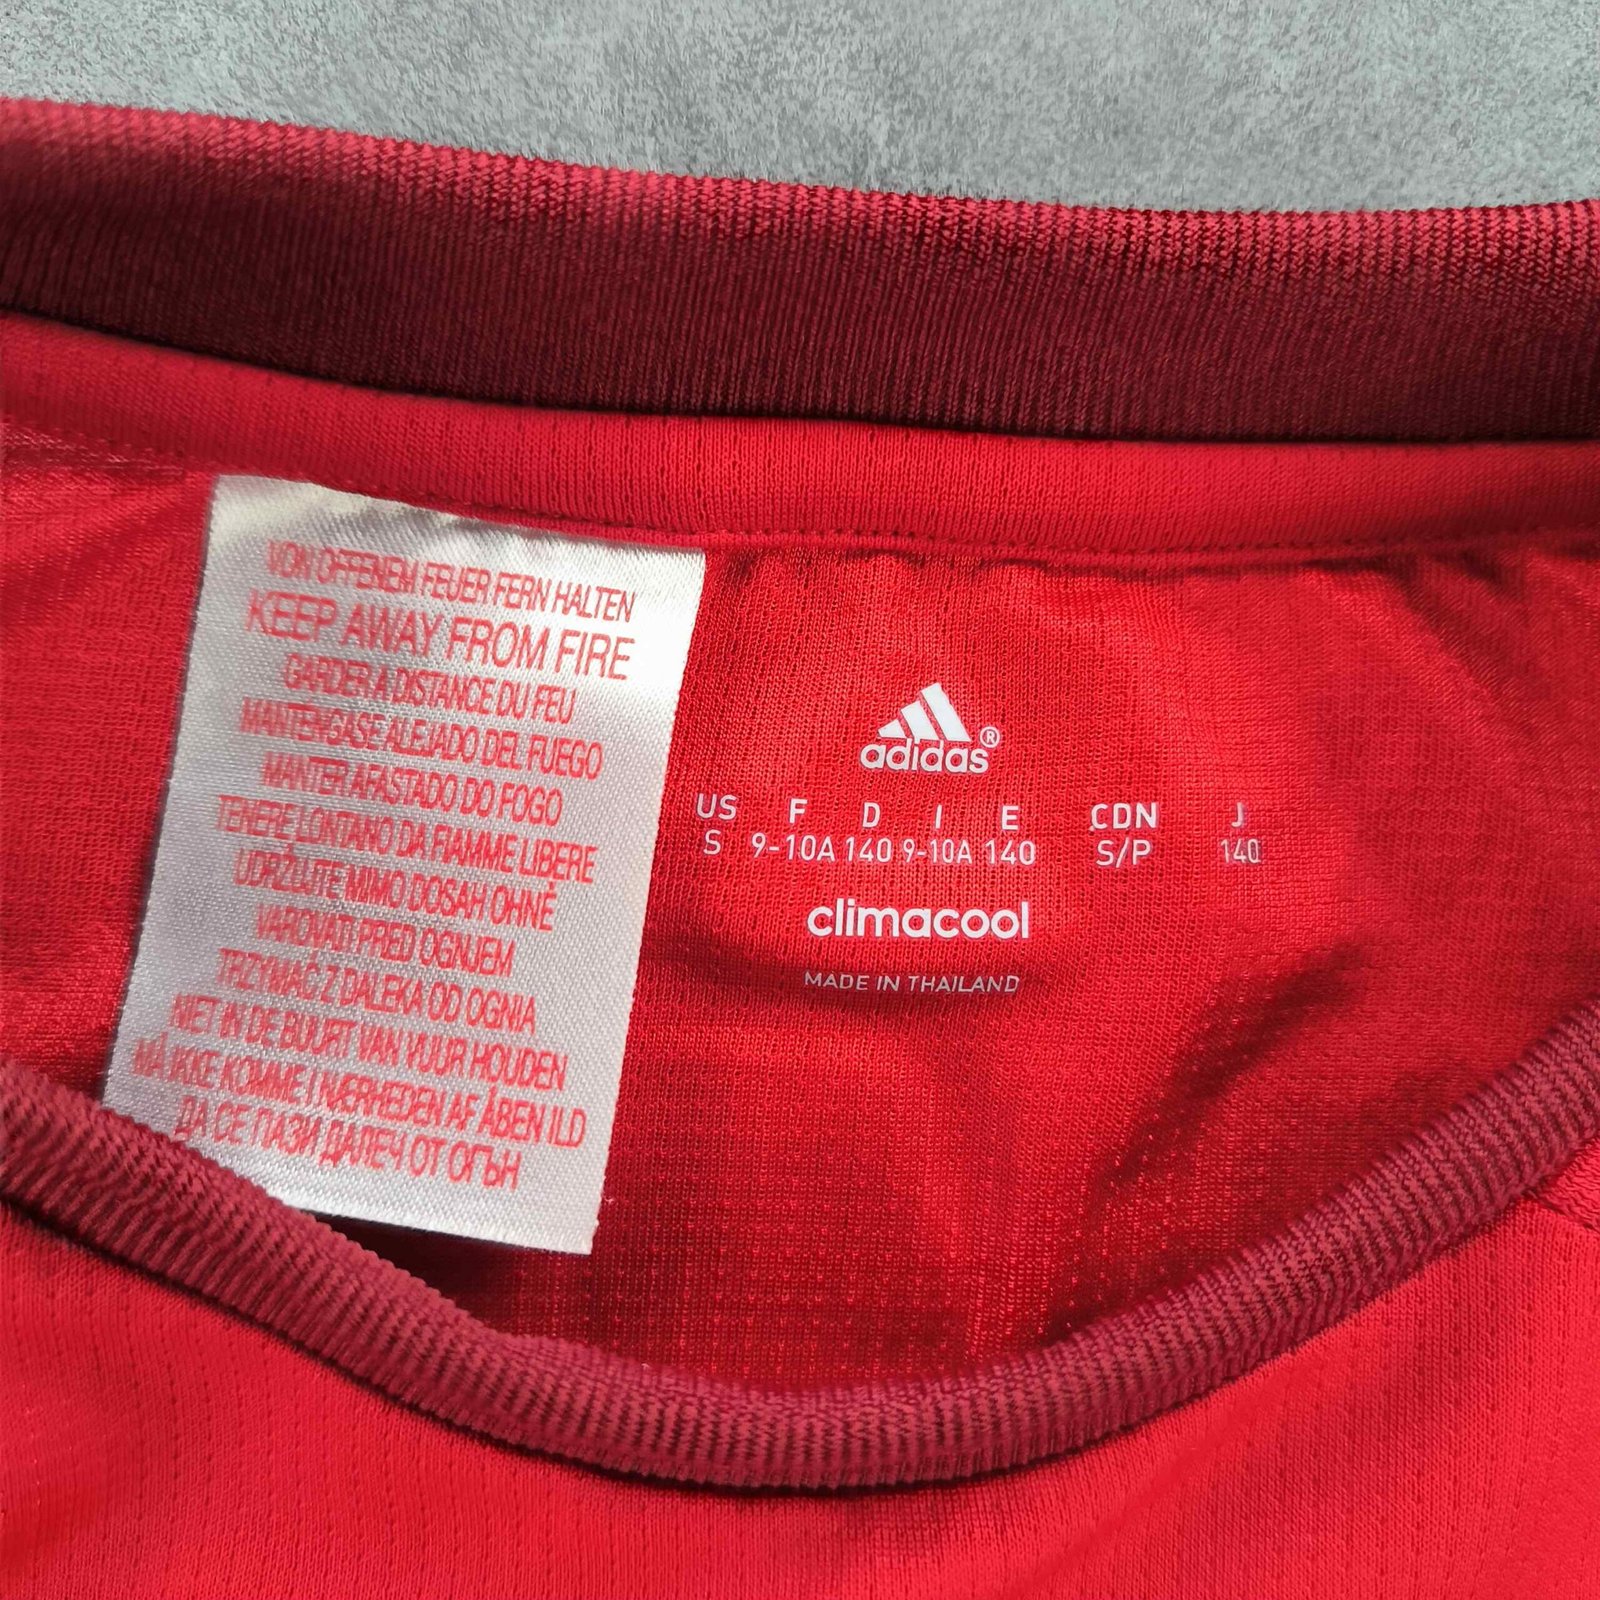 VON OFFENEM FEUER FERN HALTEN
KEEP AWAY FROM FIRE
GARDER A DISTANCE DU FEU
MANTENGASE ALEJADO DEL FUEGO
MANTER AFASTADO DO FOGO
TENERE LONTANO DA FIAMME LIBERE
UDRŽUJTE MIMO DOSAH OHNĚ
VAROVATI PRED OGNJEM
TRZYMAĆ Z DALEKA OD OGNIA
NIET IN DE BUURT VAN VUUR HOUDEN
MÅ IKKE KOMME I NÆRHEDEN AF ÅBEN ILD
ДА СЕ ПАЗИ ДАЛЕЧ ОТ ОГЪН
adidas®
US F D I E CDN J
S 9-10A 140 9-10A 140 S/P 140
climacool
MADE IN THAILAND